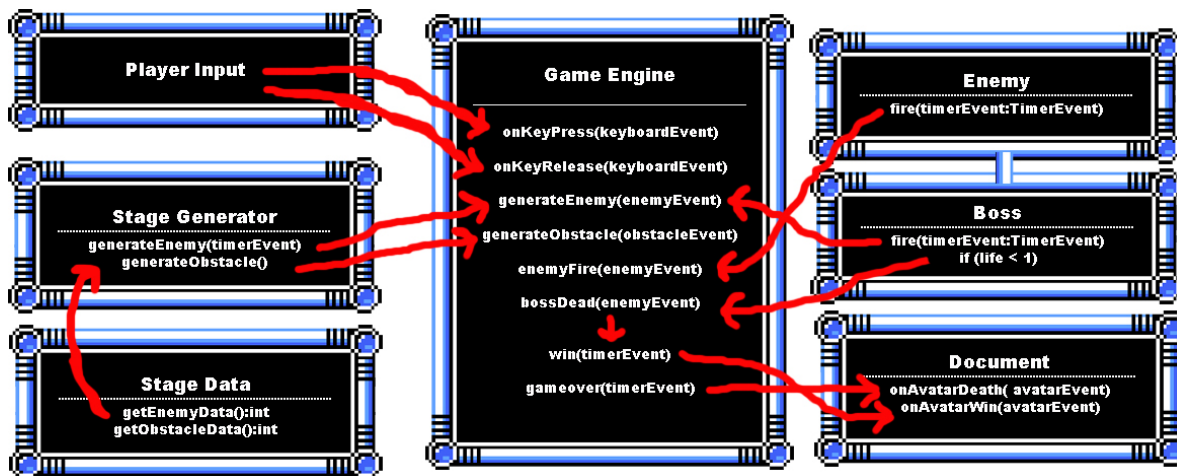 Player Input
Stage Generator
generateEnemy(timerEvent)
generateObstacle()
Stage Data
getEnemyData():int
getObstacleData():int
Game Engine
onKeyPress(keyboardEvent)
onKeyRelease(keyboardEvent)
generateEnemy(enemyEvent)
generateObstacle(obstacleEvent)
enemyFire(enemyEvent)
bossDead(enemyEvent)
win(timerEvent)
gameover(timerEvent)
Enemy
fire(timerEvent:TimerEvent)
Boss
fire(timerEvent:TimerEvent)
if (life < 1)
Document
onAvatarDeath( avatarEvent)
onAvatarWin(avatarEvent)